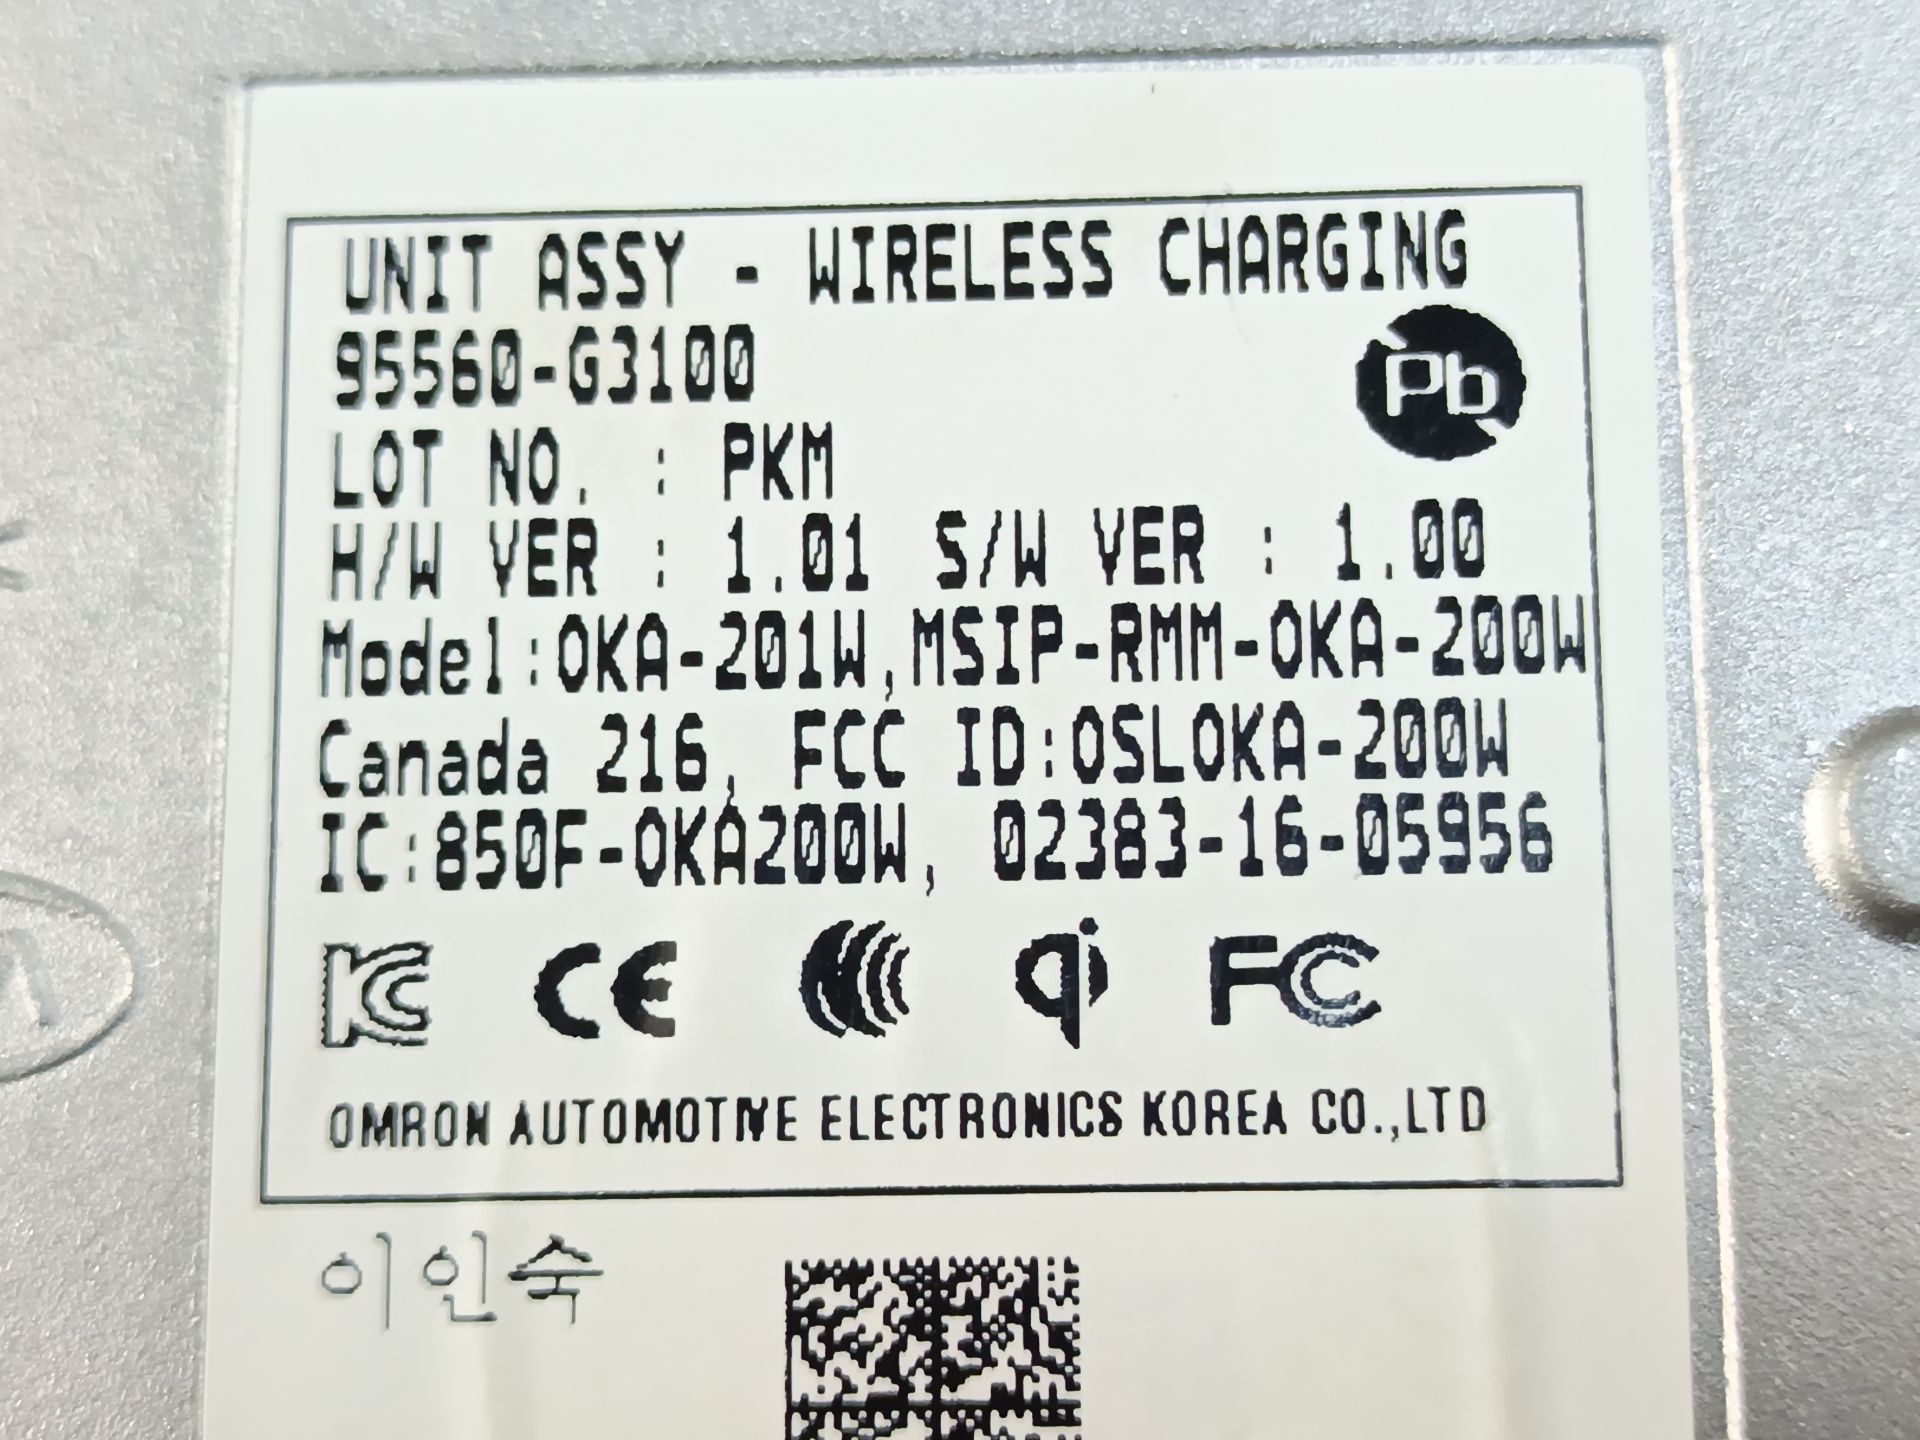 UNIT ASSY - WIRELESS CHARGING
95560-G3100
Pb
LOT NO. : PKM
H/W VER : 1.01 S/W VER : 1.00
Model:OKA-201W,MSIP-RMM-OKA-200W
Canada 216, FCC ID:OSLOKA-200W
IC:850F-OKA200W, 02383-16-05956
KC CE qi FC
OMRON AUTOMOTIVE ELECTRONICS KOREA CO.,LTD
이인숙